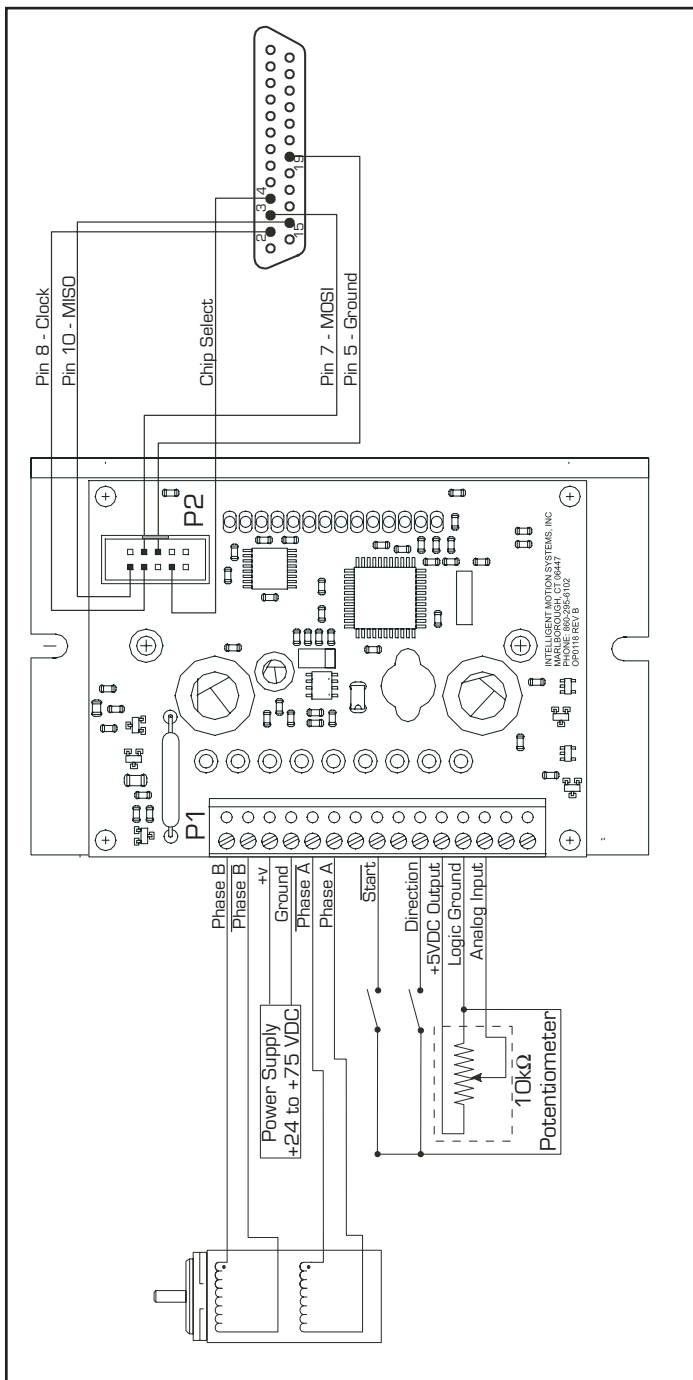 Pin 8 - Clock
Pin 10 - MISO
Chip Select
Pin 7 - MOSI
Pin 5 - Ground
2
3
4
15
19
P2
P1
INTELLIGENT MOTION SYSTEMS, INC
MARLBOROUGH, CT 06447
PHONE: 860-295-6102
OP0118 REV B
Phase B
Phase B
+v
Ground
Phase A
Phase A
Start
Direction
+5VDC Output
Logic Ground
Analog Input
Power Supply
+24 to +75 VDC
10kΩ
Potentiometer